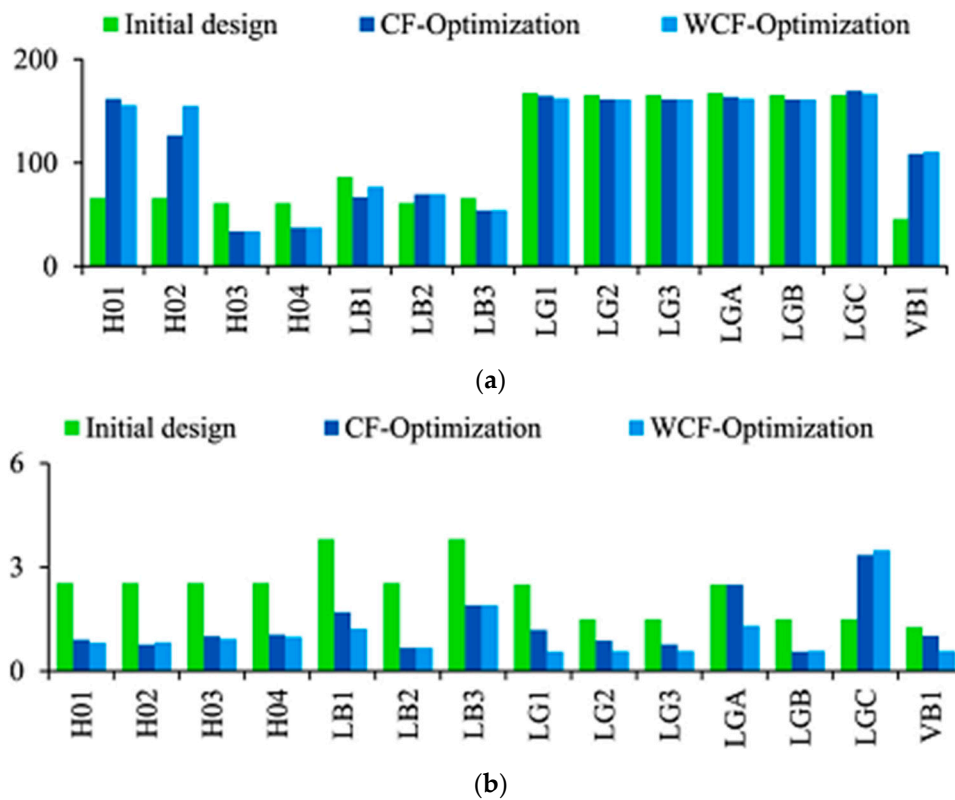 Initial design CF-Optimization WCF-Optimization
200
100
0
H01 H02 H03 H04 LB1 LB2 LB3 LG1 LG2 LG3 LGA LGB LGC VB1
(a)
Initial design CF-Optimization WCF-Optimization
6
3
0
H01 H02 H03 H04 LB1 LB2 LB3 LG1 LG2 LG3 LGA LGB LGC VB1
(b)